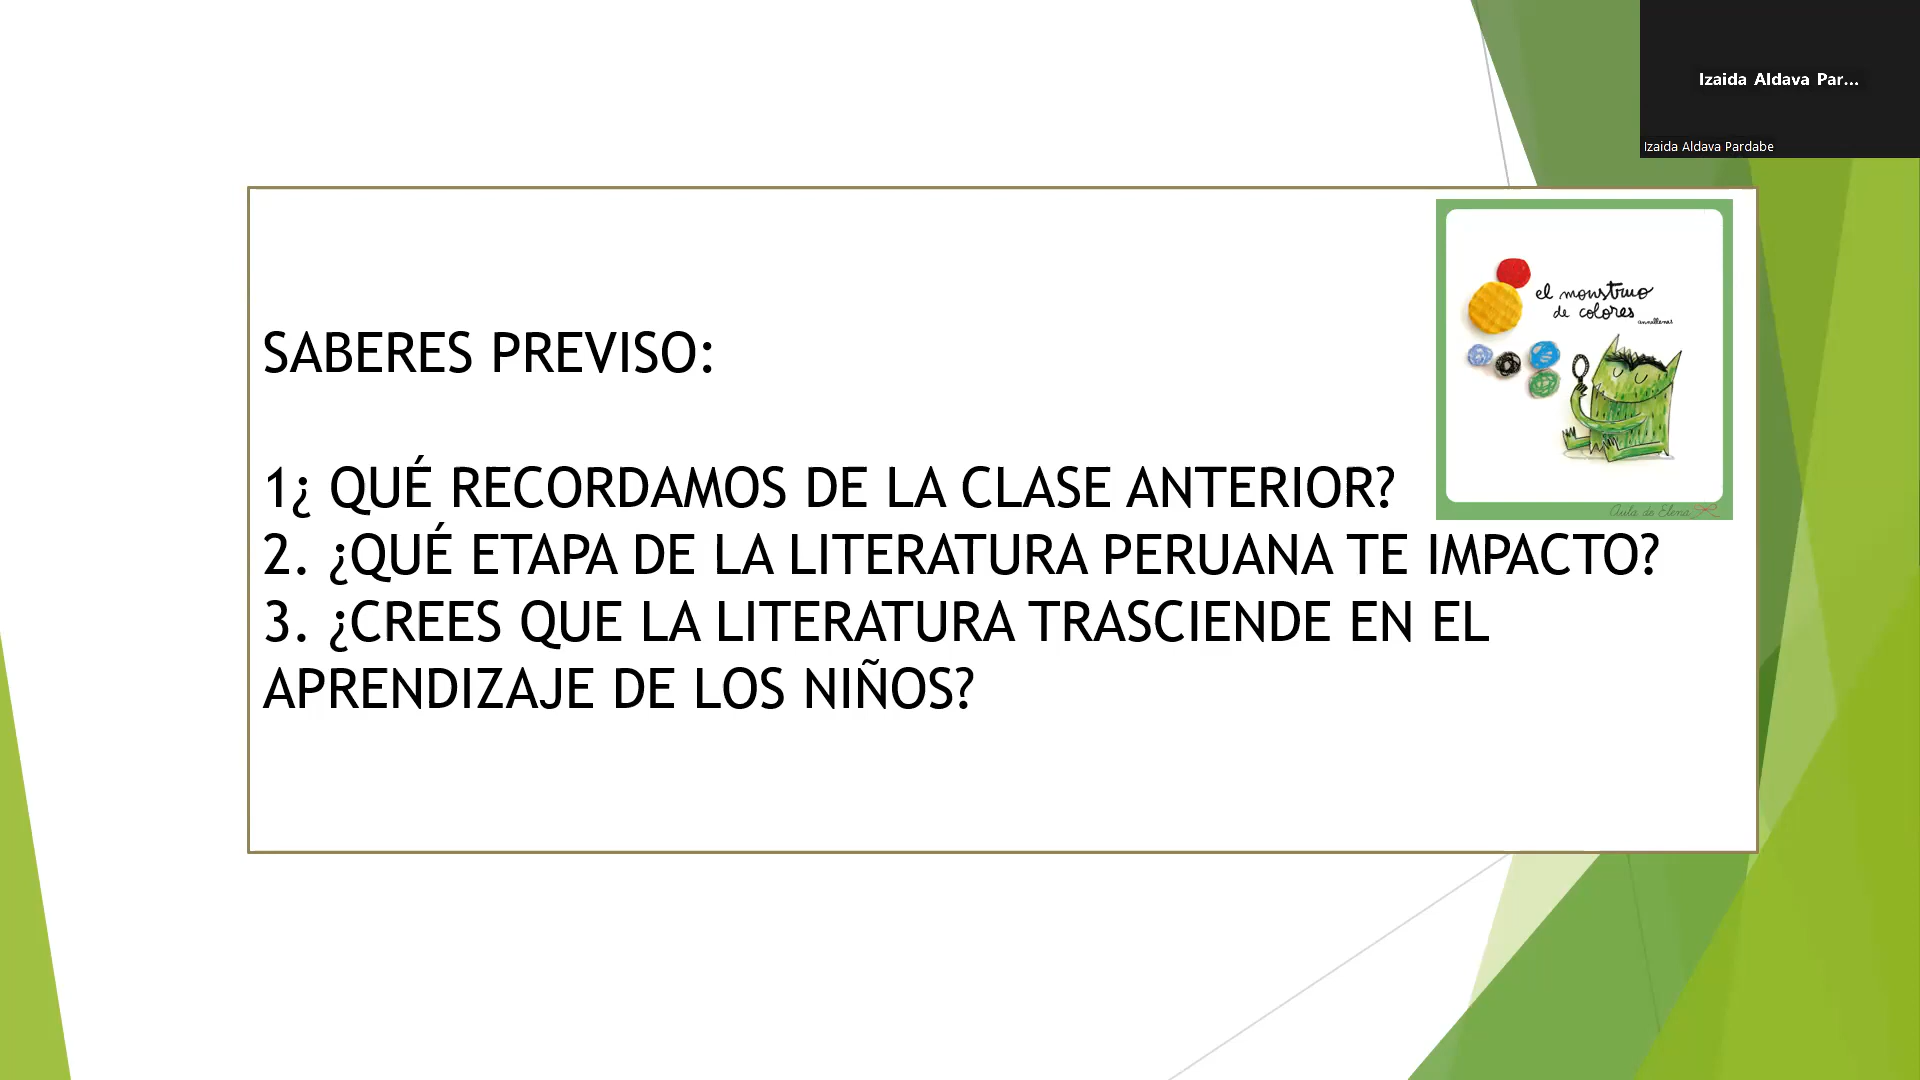 Izaida Aldava Par...
Izaida Aldava Pardabe
el monstruo
de colores
annallenas
SABERES PREVISO:
1¿ QUÉ RECORDAMOS DE LA CLASE ANTERIOR?
Aula de Elena
2. ¿QUÉ ETAPA DE LA LITERATURA PERUANA TE IMPACTO?
3. ¿CREES QUE LA LITERATURA TRASCIENDE EN EL
APRENDIZAJE DE LOS NIÑOS?